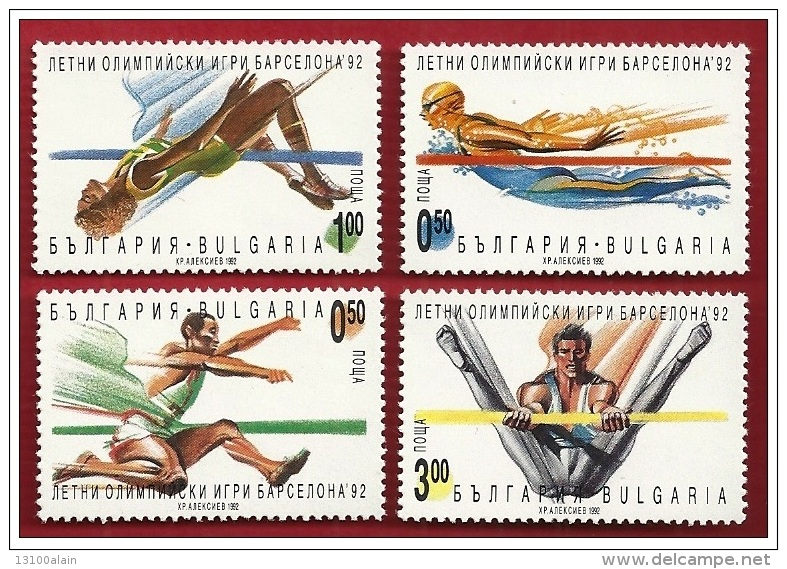 ЛЕТНИ ОЛИМПИЙСКИ ИГРИ БАРСЕЛОНА'92
ПОЩА
1.00
БЪЛГАРИЯ · BULGARIA
ХР. АЛЕКСИЕВ 1992
ЛЕТНИ ОЛИМПИЙСКИ ИГРИ БАРСЕЛОНА'92
ПОЩА
0.50
БЪЛГАРИЯ · BULGARIA
ХР. АЛЕКСИЕВ 1992
БЪЛГАРИЯ · BULGARIA
0.50
ПОЩА
ЛЕТНИ ОЛИМПИЙСКИ ИГРИ БАРСЕЛОНА'92
ХР. АЛЕКСИЕВ 1992
ЛЕТНИ ОЛИМПИЙСКИ ИГРИ БАРСЕЛОНА'92
ПОЩА
3.00
БЪЛГАРИЯ · BULGARIA
ХР. АЛЕКСИЕВ 1992
13100alain
delcampe.net